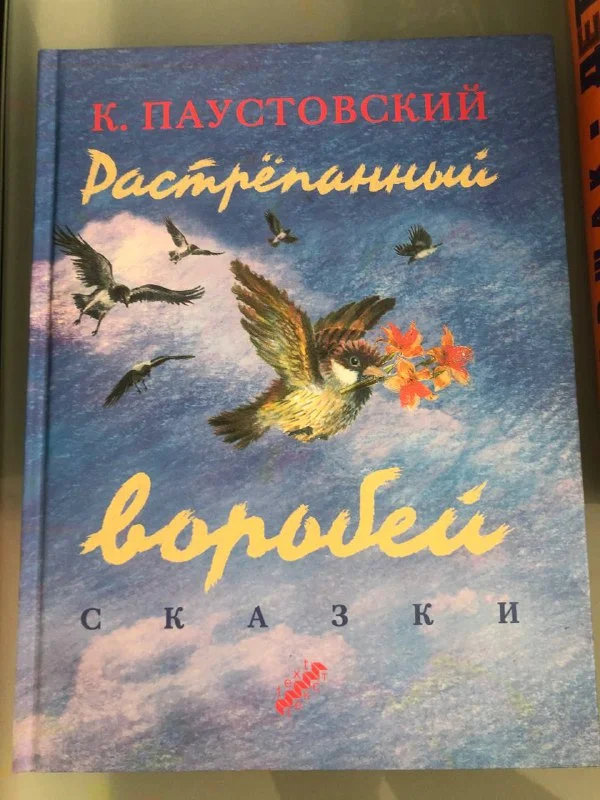 К. ПАУСТОВСКИЙ
Растрёпанный
воробей
СКАЗКИ